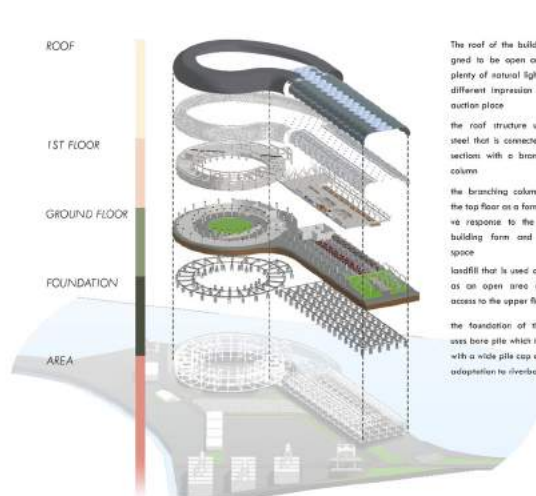 ROOF
1ST FLOOR
GROUND FLOOR
FOUNDATION
AREA
The roof of the build
gned to be open a
plenty of natural ligh
different impression
auction place
the roof structure u
steel that is connecte
sections with a bran
column
the branching colum
the top floor as a form
ve response to the
building form and
space
landfill that is used a
as an open area
access to the upper fl
the foundation of t
uses bore pile which i
with a wide pile cap
adaptation to riverba